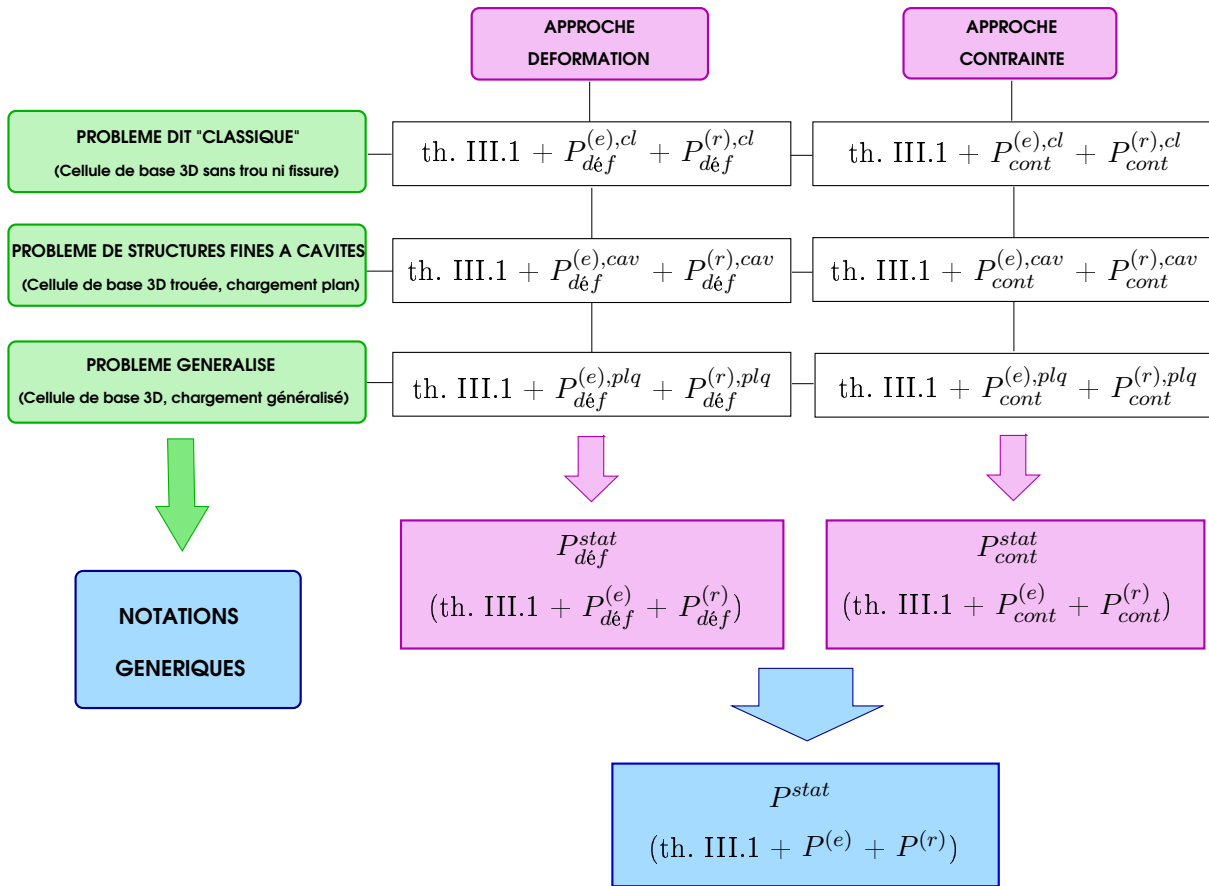 APPROCHE
DEFORMATION
APPROCHE
CONTRAINTE
PROBLEME DIT "CLASSIQUE"
(Cellule de base 3D sans trou ni fissure)
th. III.1 + $P_{déf}^{(e),cl}$ + $P_{déf}^{(r),cl}$
th. III.1 + $P_{cont}^{(e),cl}$ + $P_{cont}^{(r),cl}$
PROBLEME DE STRUCTURES FINES A CAVITES
(Cellule de base 3D trouée, chargement plan)
th. III.1 + $P_{déf}^{(e),cav}$ + $P_{déf}^{(r),cav}$
th. III.1 + $P_{cont}^{(e),cav}$ + $P_{cont}^{(r),cav}$
PROBLEME GENERALISE
(Cellule de base 3D, chargement généralisé)
th. III.1 + $P_{déf}^{(e),plq}$ + $P_{déf}^{(r),plq}$
th. III.1 + $P_{cont}^{(e),plq}$ + $P_{cont}^{(r),plq}$
NOTATIONS
GENERIQUES
$P_{déf}^{stat}$
(th. III.1 + $P_{déf}^{(e)}$ + $P_{déf}^{(r)}$)
$P_{cont}^{stat}$
(th. III.1 + $P_{cont}^{(e)}$ + $P_{cont}^{(r)}$)
$P^{stat}$
(th. III.1 + $P^{(e)}$ + $P^{(r)}$)